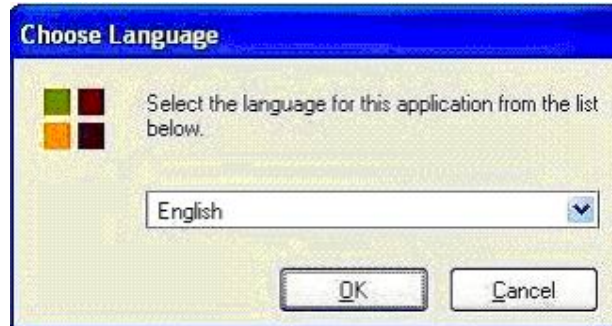 Choose Language
Select the language for this application from the list
below.
English
OK
Cancel